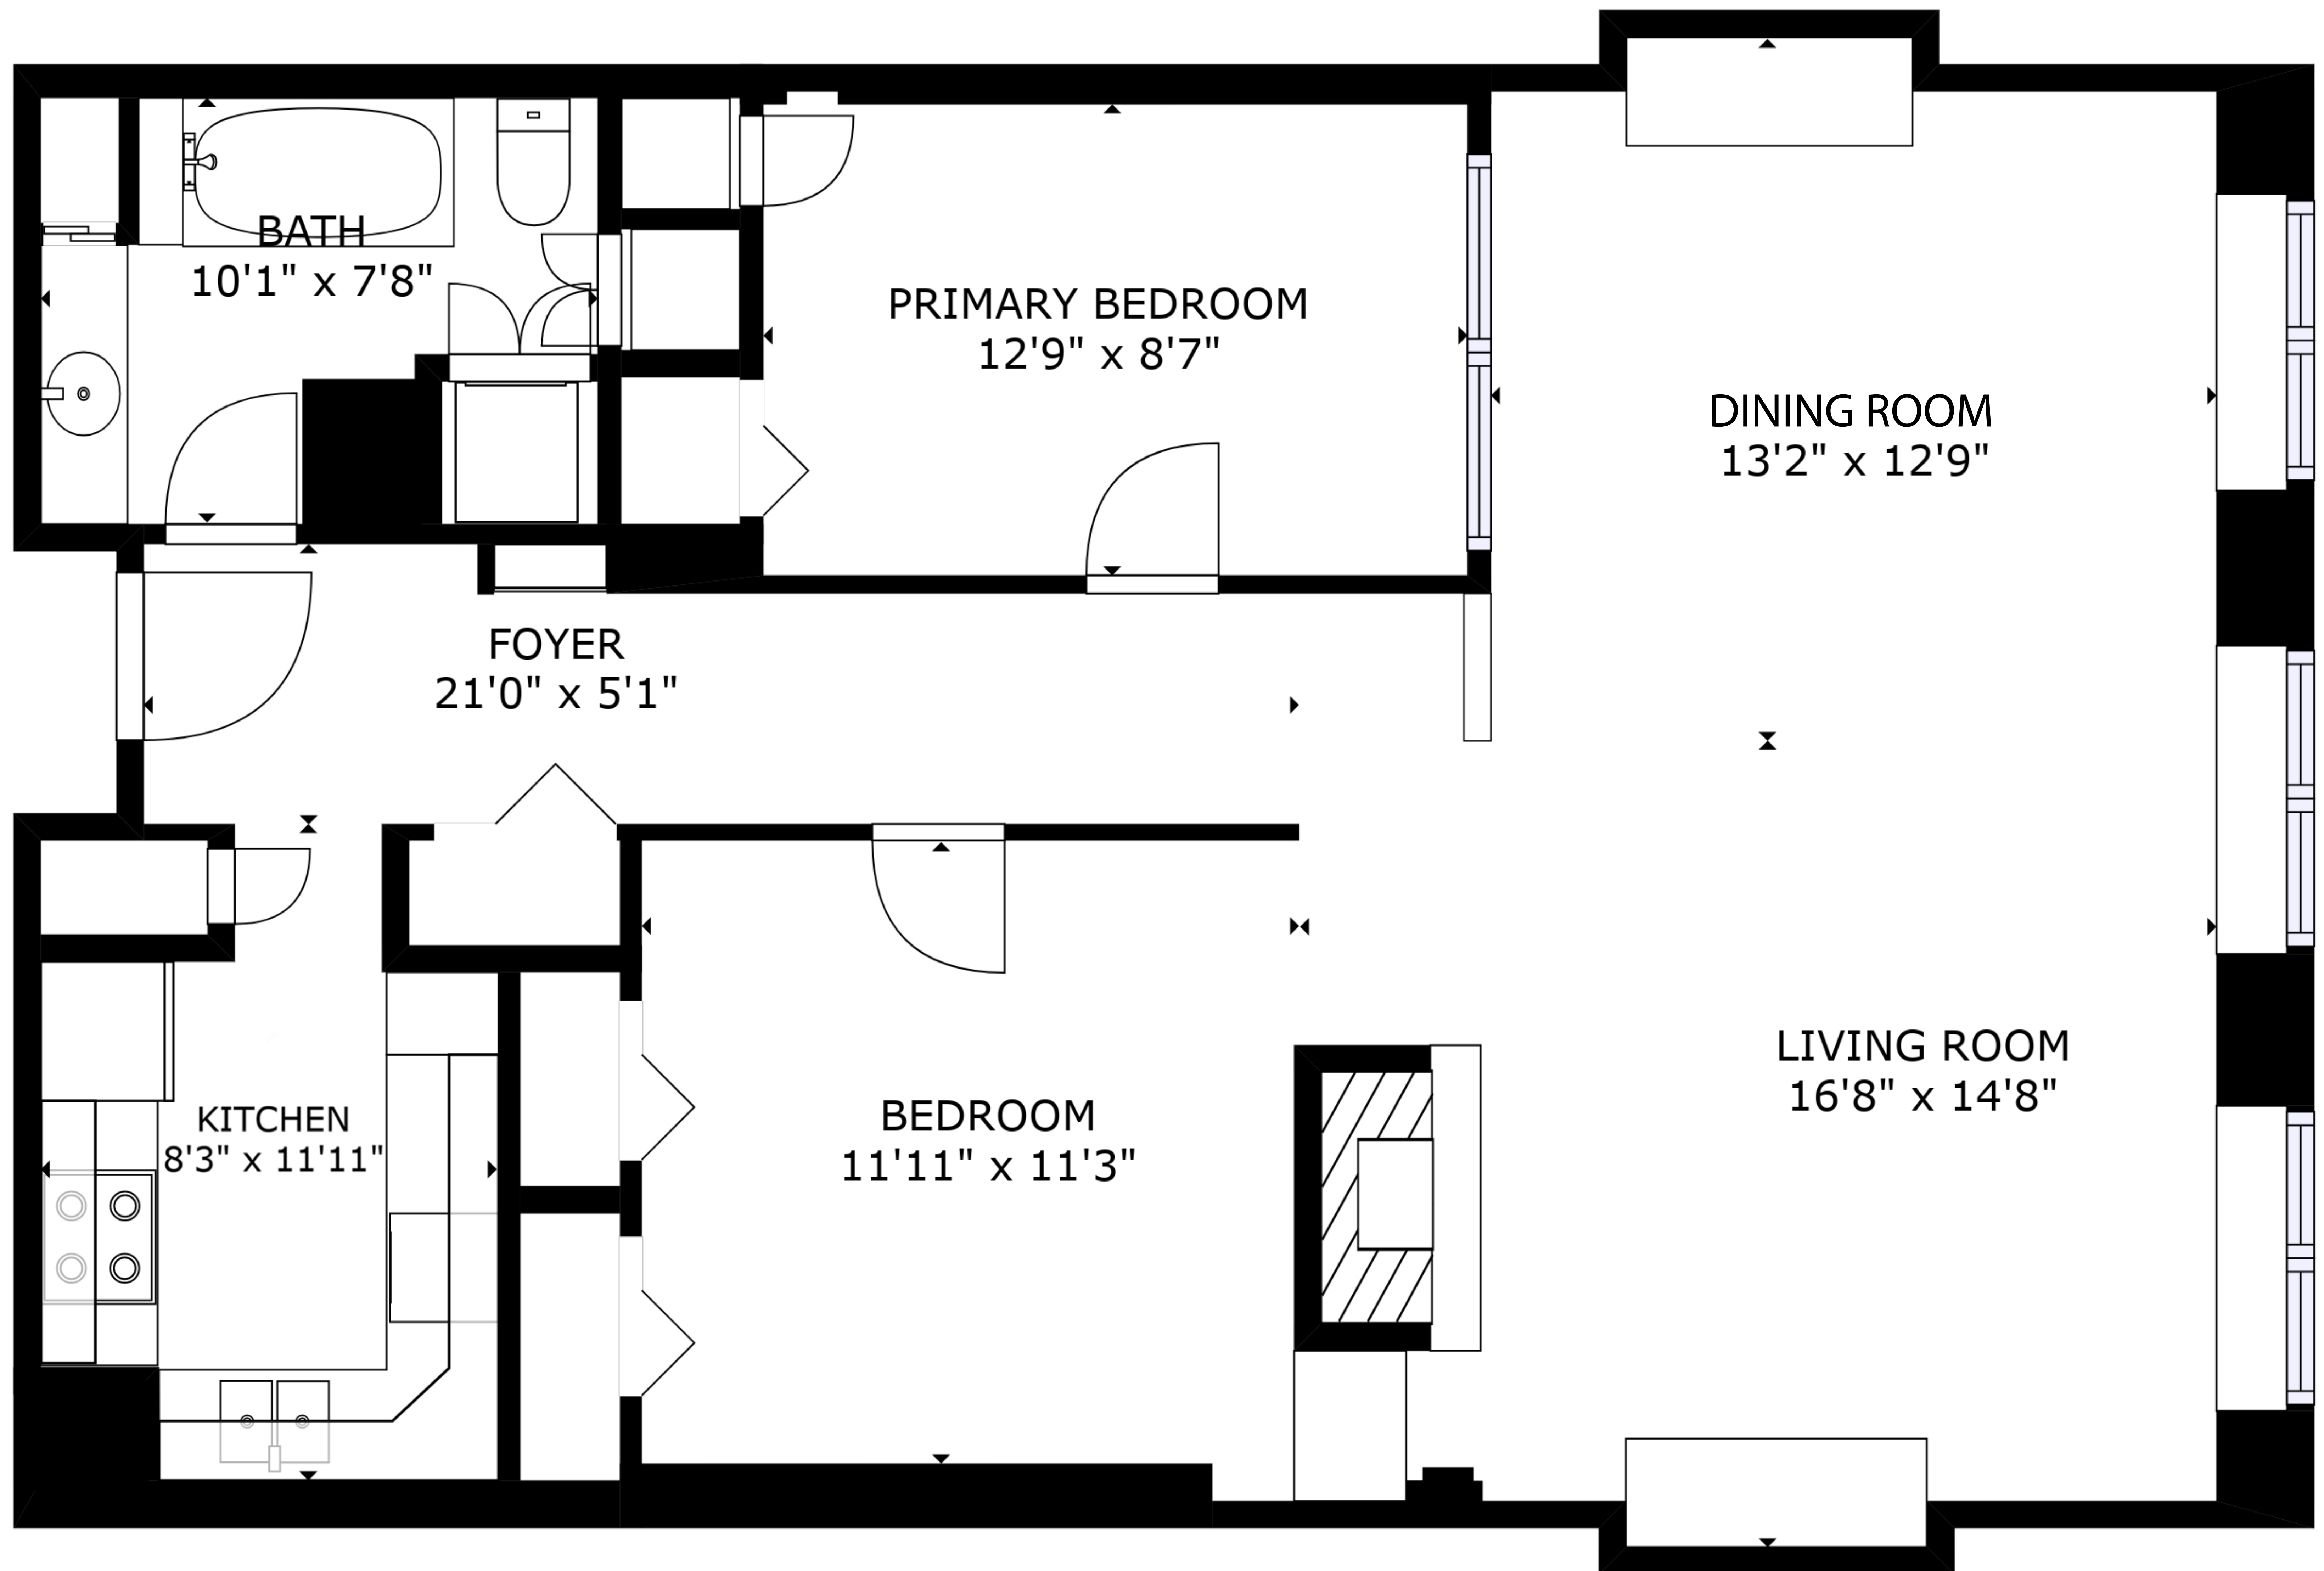 BATH
10'1" x 7'8"
PRIMARY BEDROOM
12'9" x 8'7"
DINING ROOM
13'2" x 12'9"
FOYER
21'0" x 5'1"
LIVING ROOM
16'8" x 14'8"
KITCHEN
8'3" x 11'11"
BEDROOM
11'11" x 11'3"